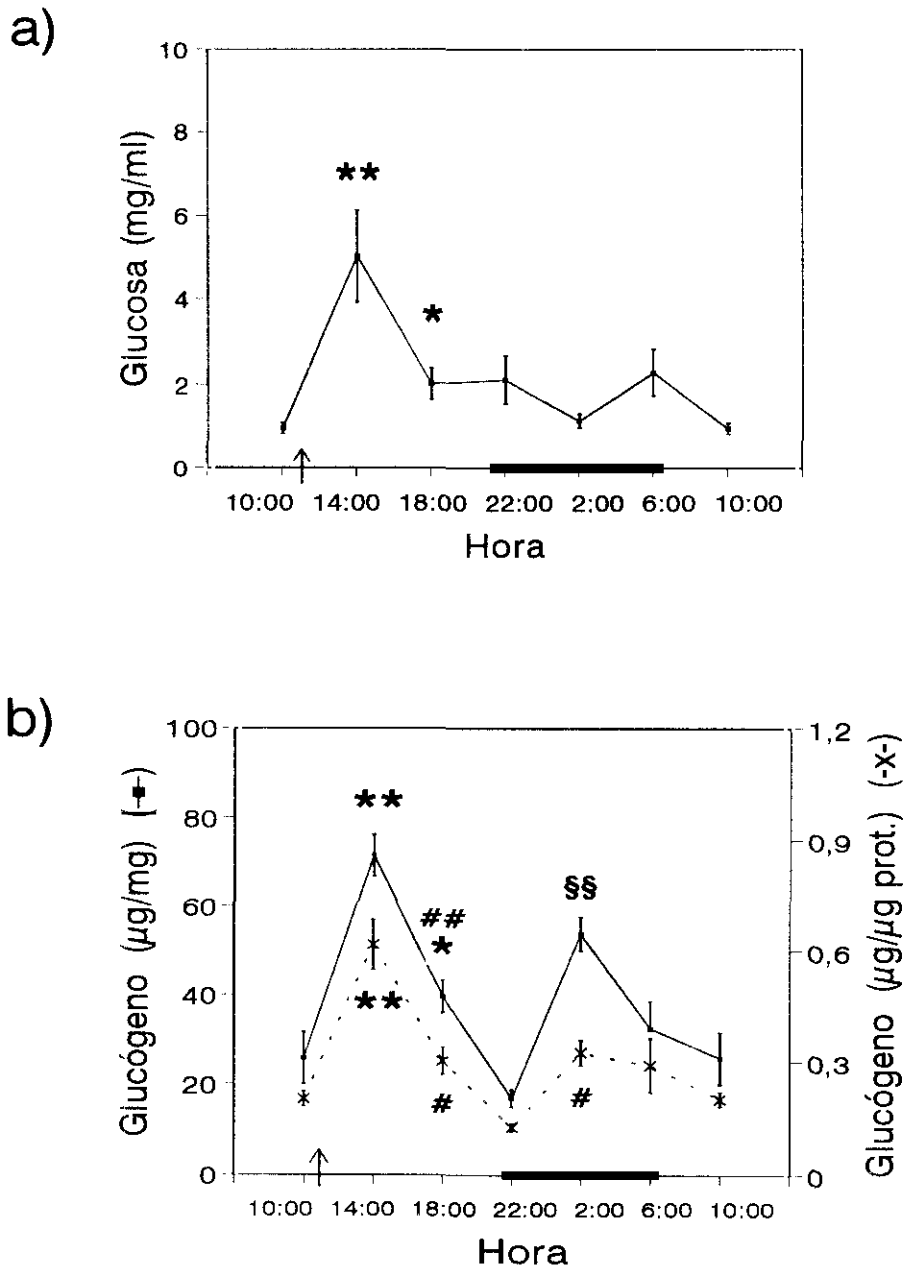 a)
10
8
6
4
2
0
Glucosa (mg/ml)
★★
★
10:00 14:00 18:00 22:00 2:00 6:00 10:00
Hora
b)
100
80
60
40
20
0
Glucógeno (µg/mg) (-■-)
1,2
0,9
0,6
0,3
0
Glucógeno (µg/µg prot.) (-x-)
★★
##
★
§§
★★
#
#
10:00 14:00 18:00 22:00 2:00 6:00 10:00
Hora